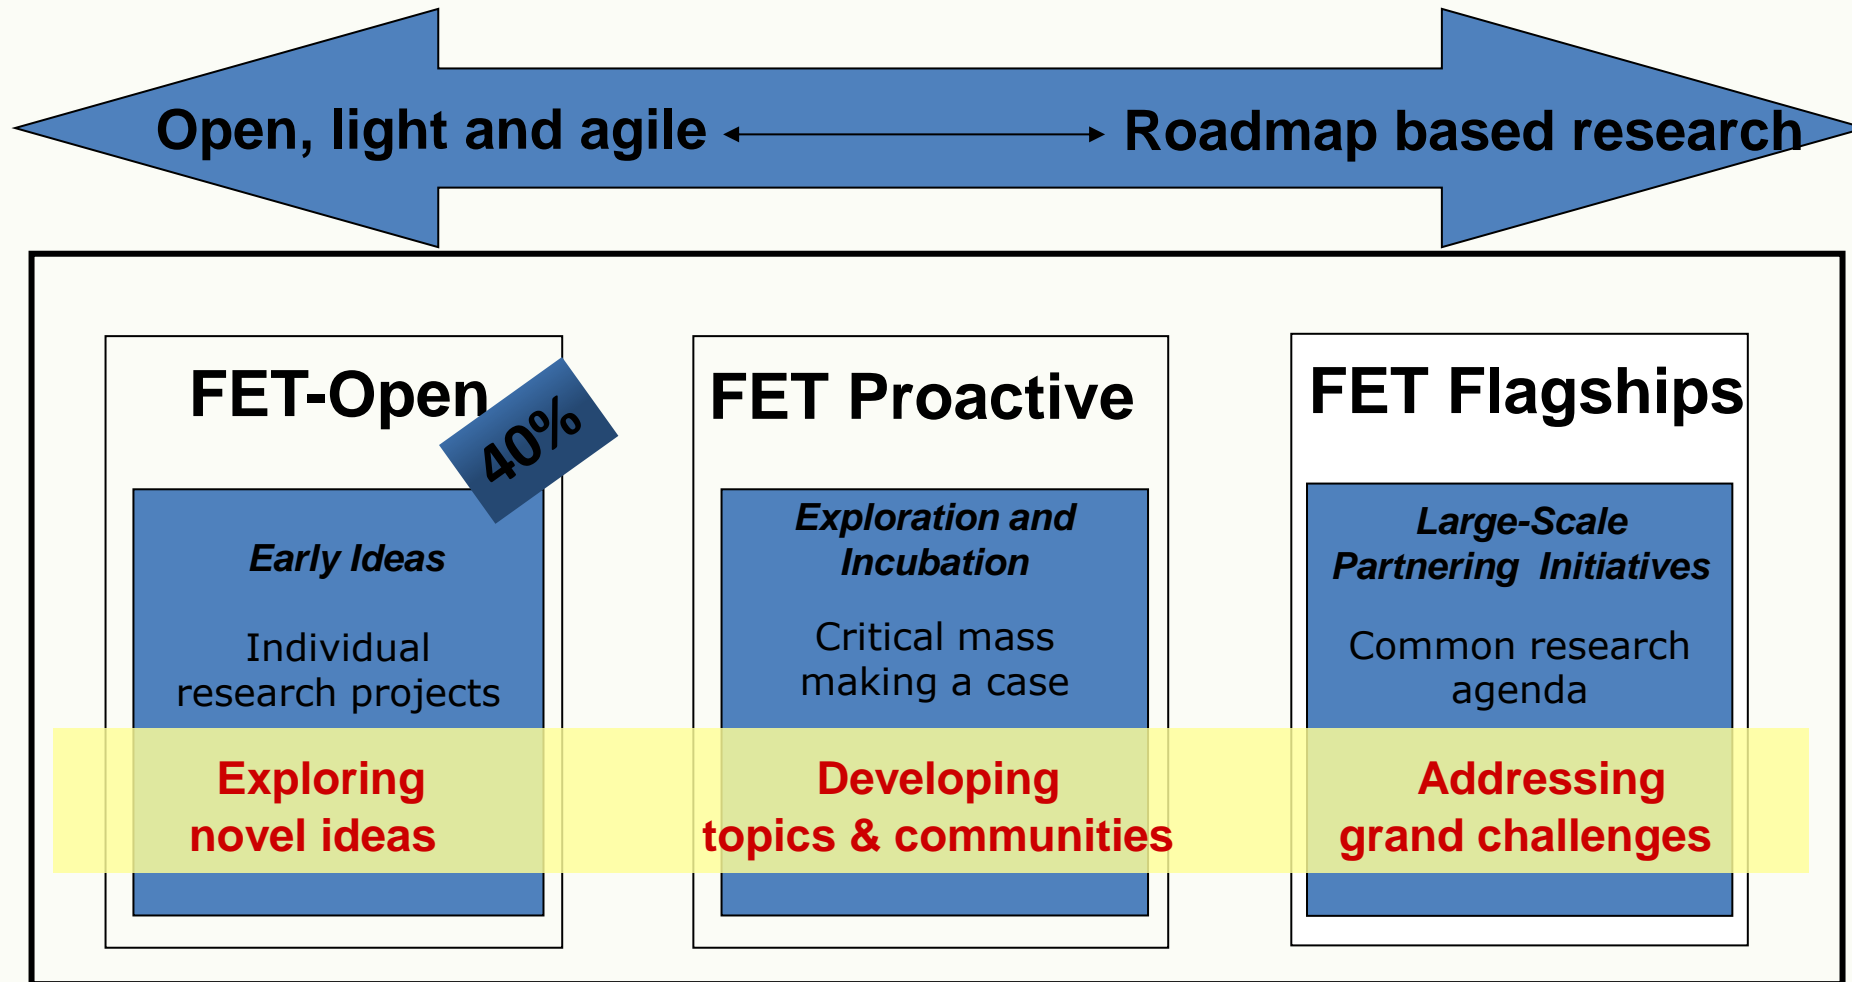 Open, light and agile
Roadmap based research
FET-Open
40%
Early Ideas
Individual
research projects
Exploring
novel ideas
FET Proactive
Exploration and
Incubation
Critical mass
making a case
Developing
topics & communities
FET Flagships
Large-Scale
Partnering Initiatives
Common research
agenda
Addressing
grand challenges